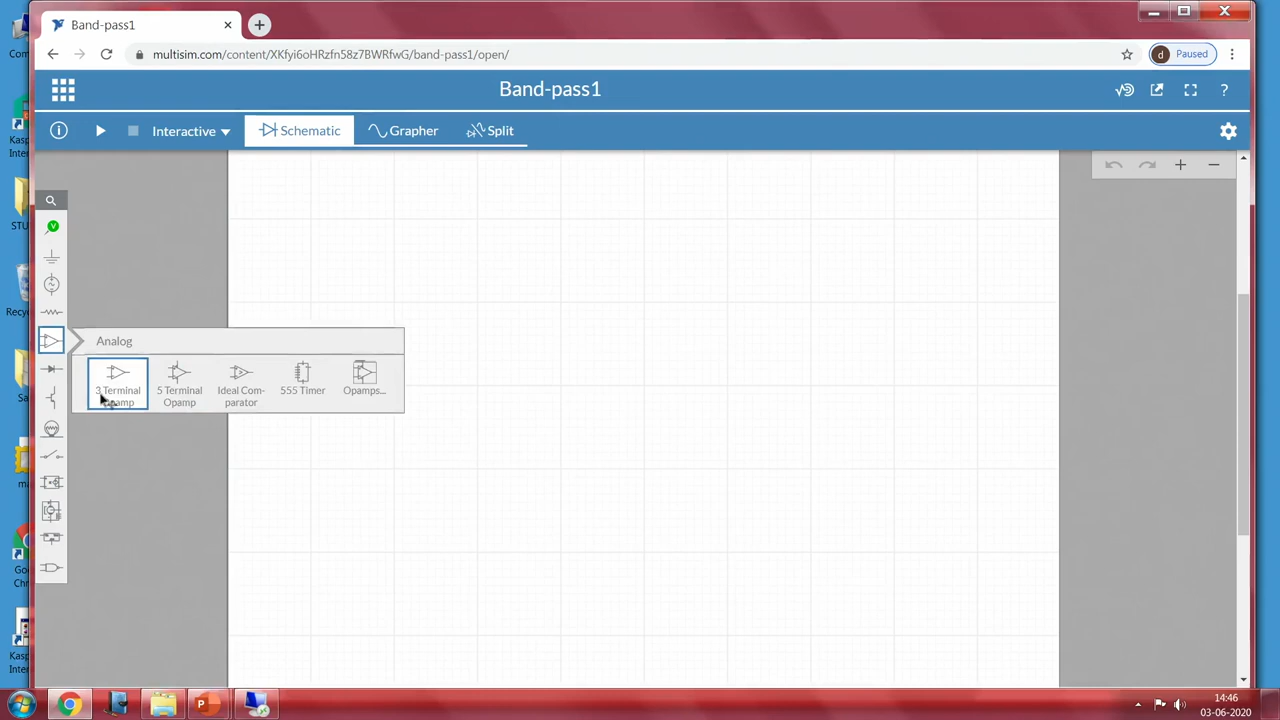 Band-pass1
multisim.com/content/XKfyi6oHRzfn58z7BWRfwG/band-pass1/open/
d
Paused
Band-pass1
?
Interactive
Schematic
Grapher
Split
V
Analog
3 Terminal
5 Terminal
Opamp
Ideal Com-
parator
555 Timer
Opamps...
14:46
03-06-2020